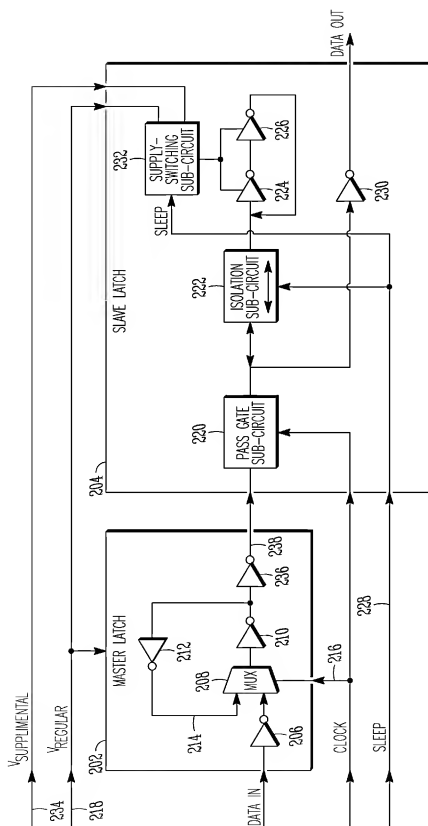 VSUPPLIMENTAL
234
VREGULAR
218
202
MASTER LATCH
212
214
208
MUX
210
236
238
206
DATA IN
216
CLOCK
SLEEP
228
204
SLAVE LATCH
220
PASS GATE
SUB-CIRCUIT
222
ISOLATION
SUB-CIRCUIT
SLEEP
232
SUPPLY-
SWITCHING
SUB-CIRCUIT
224
226
230
DATA OUT